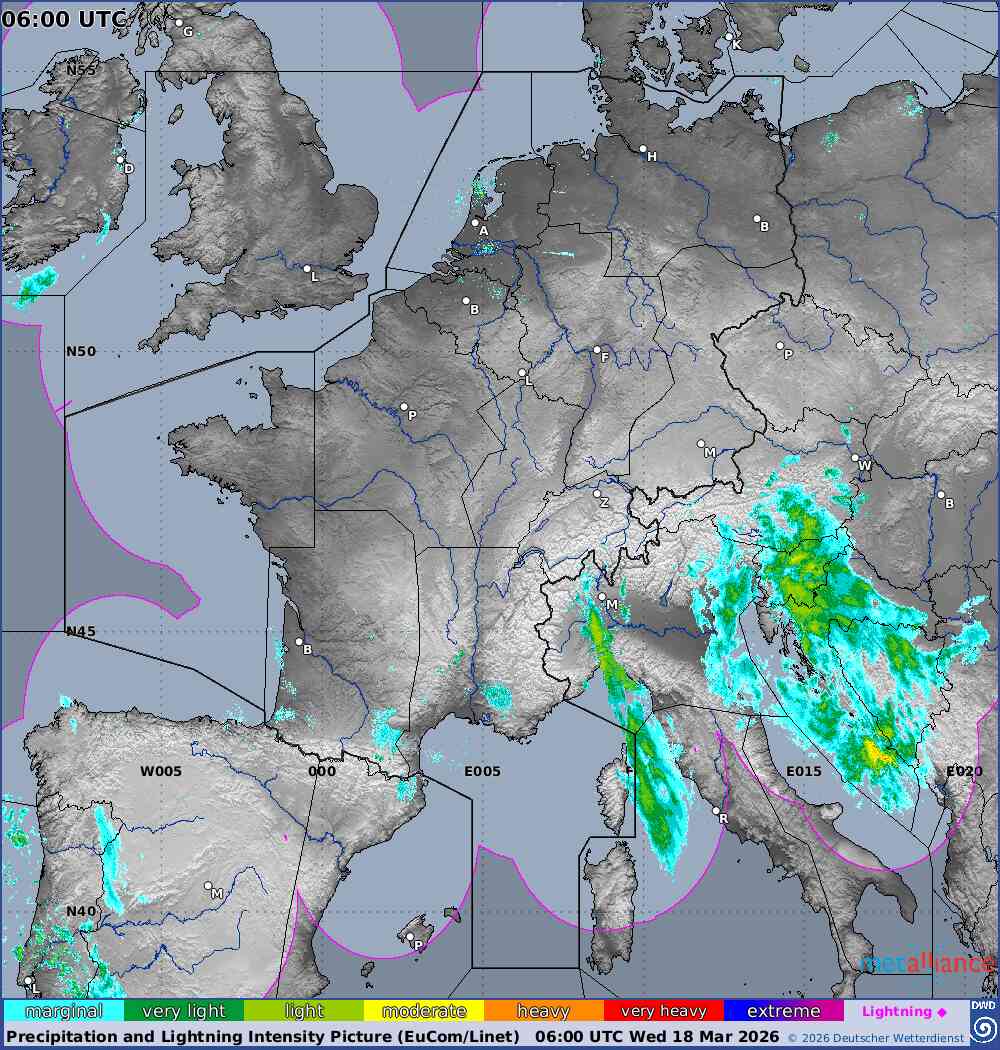 06:00 UTC
G
K
N55
D
H
A
B
L
B
N50
F
P
P
L
M
W
Z
B
M
N45
B
W005
000
E005
E015
E020
R
M
N40
P
L
metalliance
marginal very light light moderate heavy very heavy extreme Lightning ◆
DWD
Precipitation and Lightning Intensity Picture (EuCom/Linet) 06:00 UTC Wed 18 Mar 2026 © 2026 Deutscher Wetterdienst